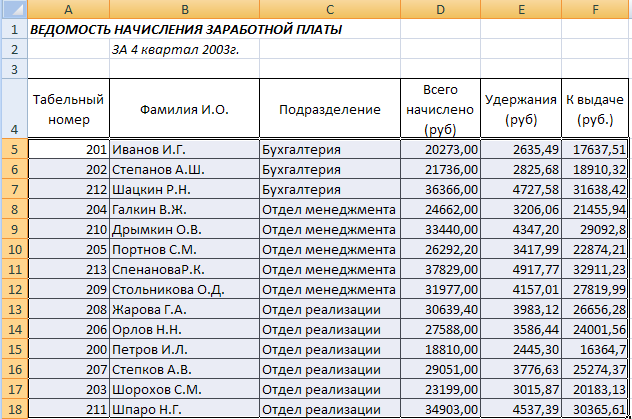 A B C D E F
1 ВЕДОМОСТЬ НАЧИСЛЕНИЯ ЗАРАБОТНОЙ ПЛАТЫ
2 ЗА 4 квартал 2003г.
3
4 Табельный номер Фамилия И.О. Подразделение Всего начислено (руб) Удержания (руб) К выдаче (руб.)
5 201 Иванов И.Г. Бухгалтерия 20273,00 2635,49 17637,51
6 202 Степанов А.Ш. Бухгалтерия 21736,00 2825,68 18910,32
7 212 Шацкин Р.Н. Бухгалтерия 36366,00 4727,58 31638,42
8 204 Галкин В.Ж. Отдел менеджмента 24662,00 3206,06 21455,94
9 210 Дрымкин О.В. Отдел менеджмента 33440,00 4347,20 29092,8
10 205 Портнов С.М. Отдел менеджмента 26292,20 3417,99 22874,21
11 213 СпенановаР.К. Отдел менеджмента 37829,00 4917,77 32911,23
12 209 Стольникова О.Д. Отдел менеджмента 31977,00 4157,01 27819,99
13 208 Жарова Г.А. Отдел реализации 30639,40 3983,12 26656,28
14 206 Орлов Н.Н. Отдел реализации 27588,00 3586,44 24001,56
15 200 Петров И.Л. Отдел реализации 18810,00 2445,30 16364,7
16 207 Степков А.В. Отдел реализации 29051,00 3776,63 25274,37
17 203 Шорохов С.М. Отдел реализации 23199,00 3015,87 20183,13
18 211 Шпаро Н.Г. Отдел реализации 34903,00 4537,39 30365,61